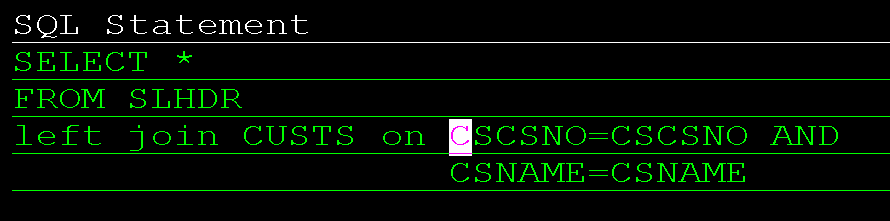 SQL Statement
SELECT *
FROM SLHDR
left join CUSTS on CSCSNO=CSCSNO AND
CSNAME=CSNAME